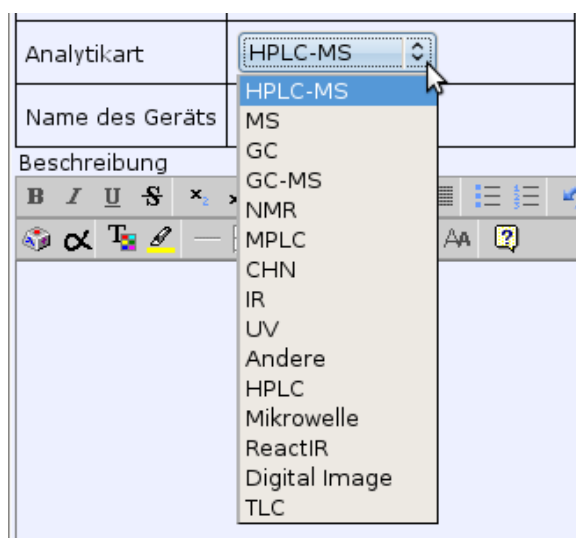 Analytikart HPLC-MS
HPLC-MS
Name des Geräts MS
GC
Beschreibung
GC-MS
B I U S ×₂
NMR
MPLC
CHN
IR
UV
Andere
HPLC
Mikrowelle
ReactIR
Digital Image
TLC